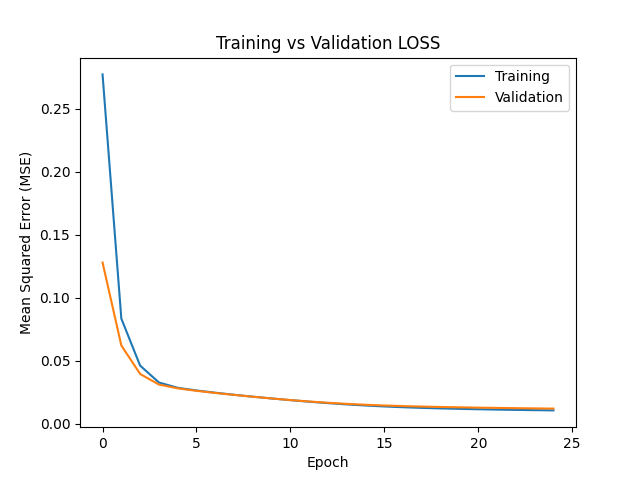 Training vs Validation LOSS
Training
Validation
Mean Squared Error (MSE)
0.25
0.20
0.15
0.10
0.05
0.00
0 5 10 15 20 25
Epoch